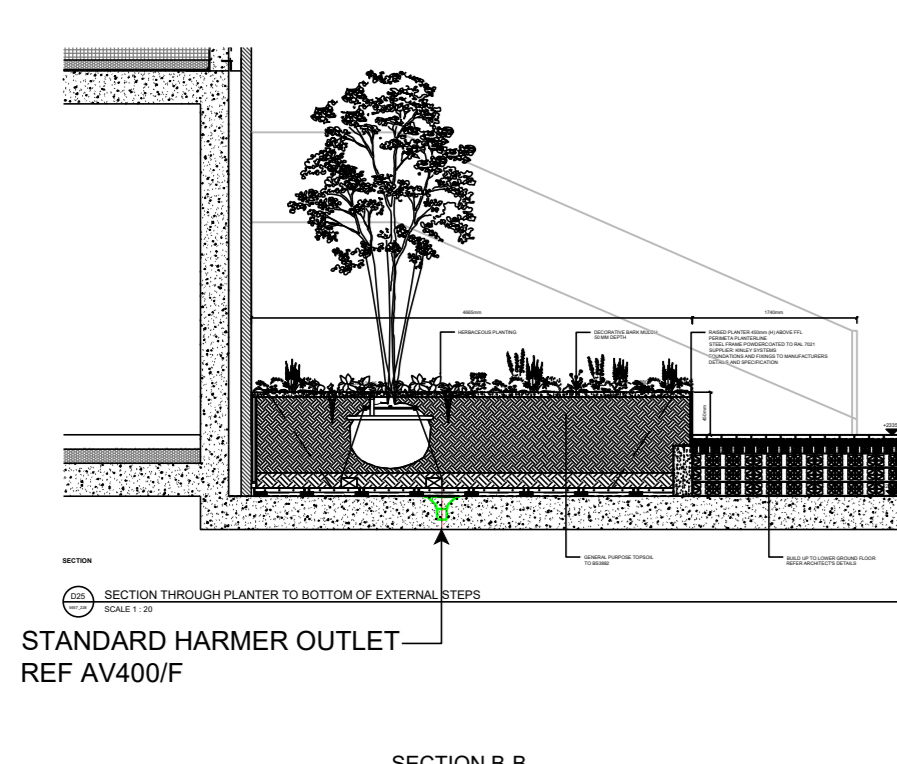 4665mm
1740mm
HERBACEOUS PLANTING
DECORATIVE BARK MULCH
50 MM DEPTH
RAISED PLANTER 450mm (H) ABOVE FFL
PERIMETA PLANTERLINE
STEEL FRAME POWDERCOATED TO RAL 7021
SUPPLIER: KINLEY SYSTEMS
FOUNDATIONS AND FIXINGS TO MANUFACTURERS
DETAILS AND SPECIFICATION
450mm
GENERAL PURPOSE TOPSOIL
TO BS3882
BUILD UP TO LOWER GROUND FLOOR
REFER ARCHITECT'S DETAILS
SECTION
D25
SECTION THROUGH PLANTER TO BOTTOM OF EXTERNAL STEPS
SCALE 1 : 20
STANDARD HARMER OUTLET
REF AV400/F
SECTION B-B